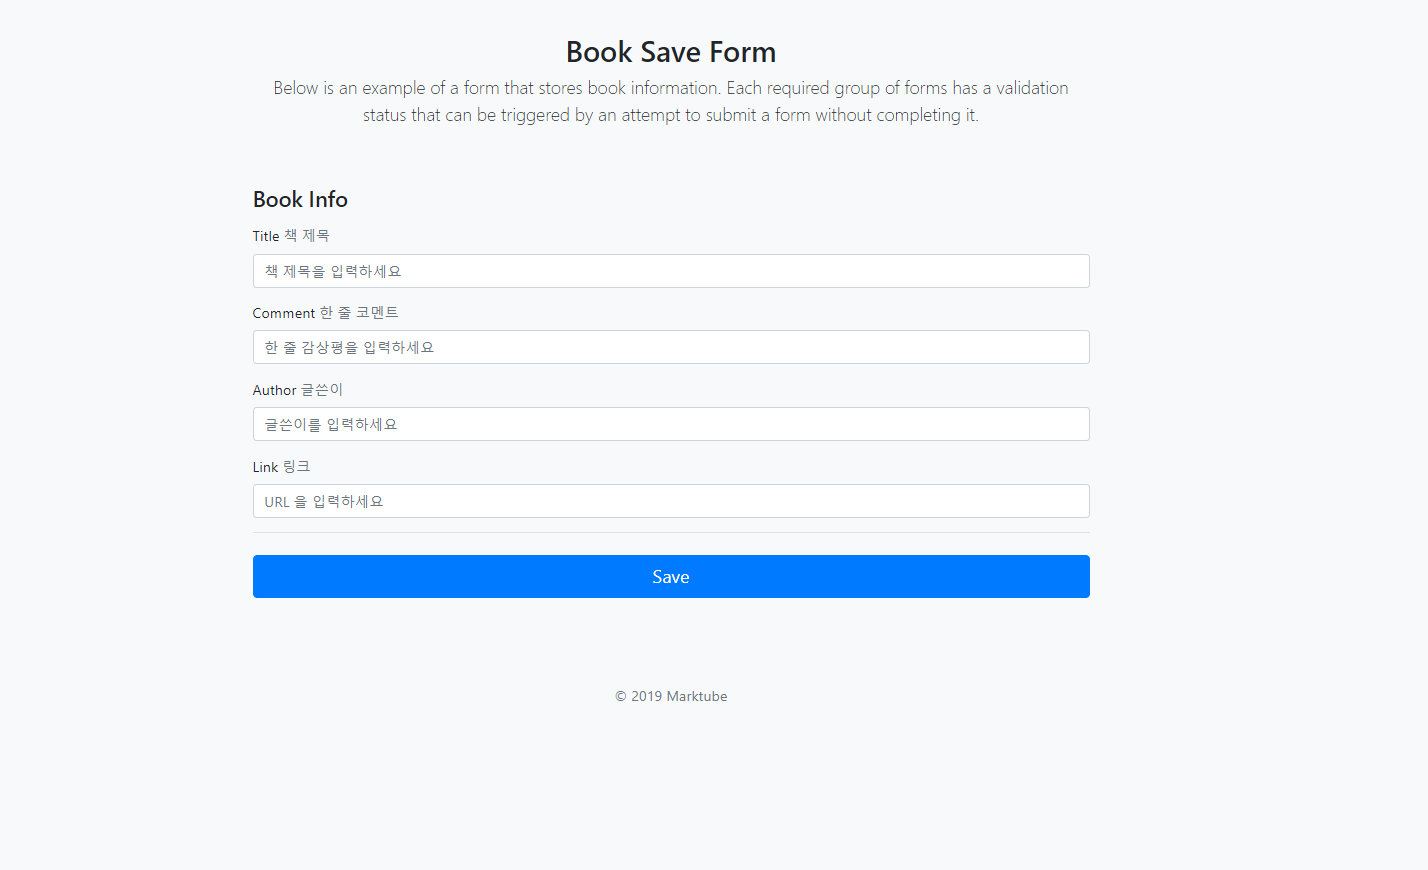 Book Save Form
Below is an example of a form that stores book information. Each required group of forms has a validation
status that can be triggered by an attempt to submit a form without completing it.
Book Info
Title 책 제목
책 제목을 입력하세요
Comment 한 줄 코멘트
한 줄 감상평을 입력하세요
Author 글쓴이
글쓴이를 입력하세요
Link 링크
URL 을 입력하세요
Save
© 2019 Marktube